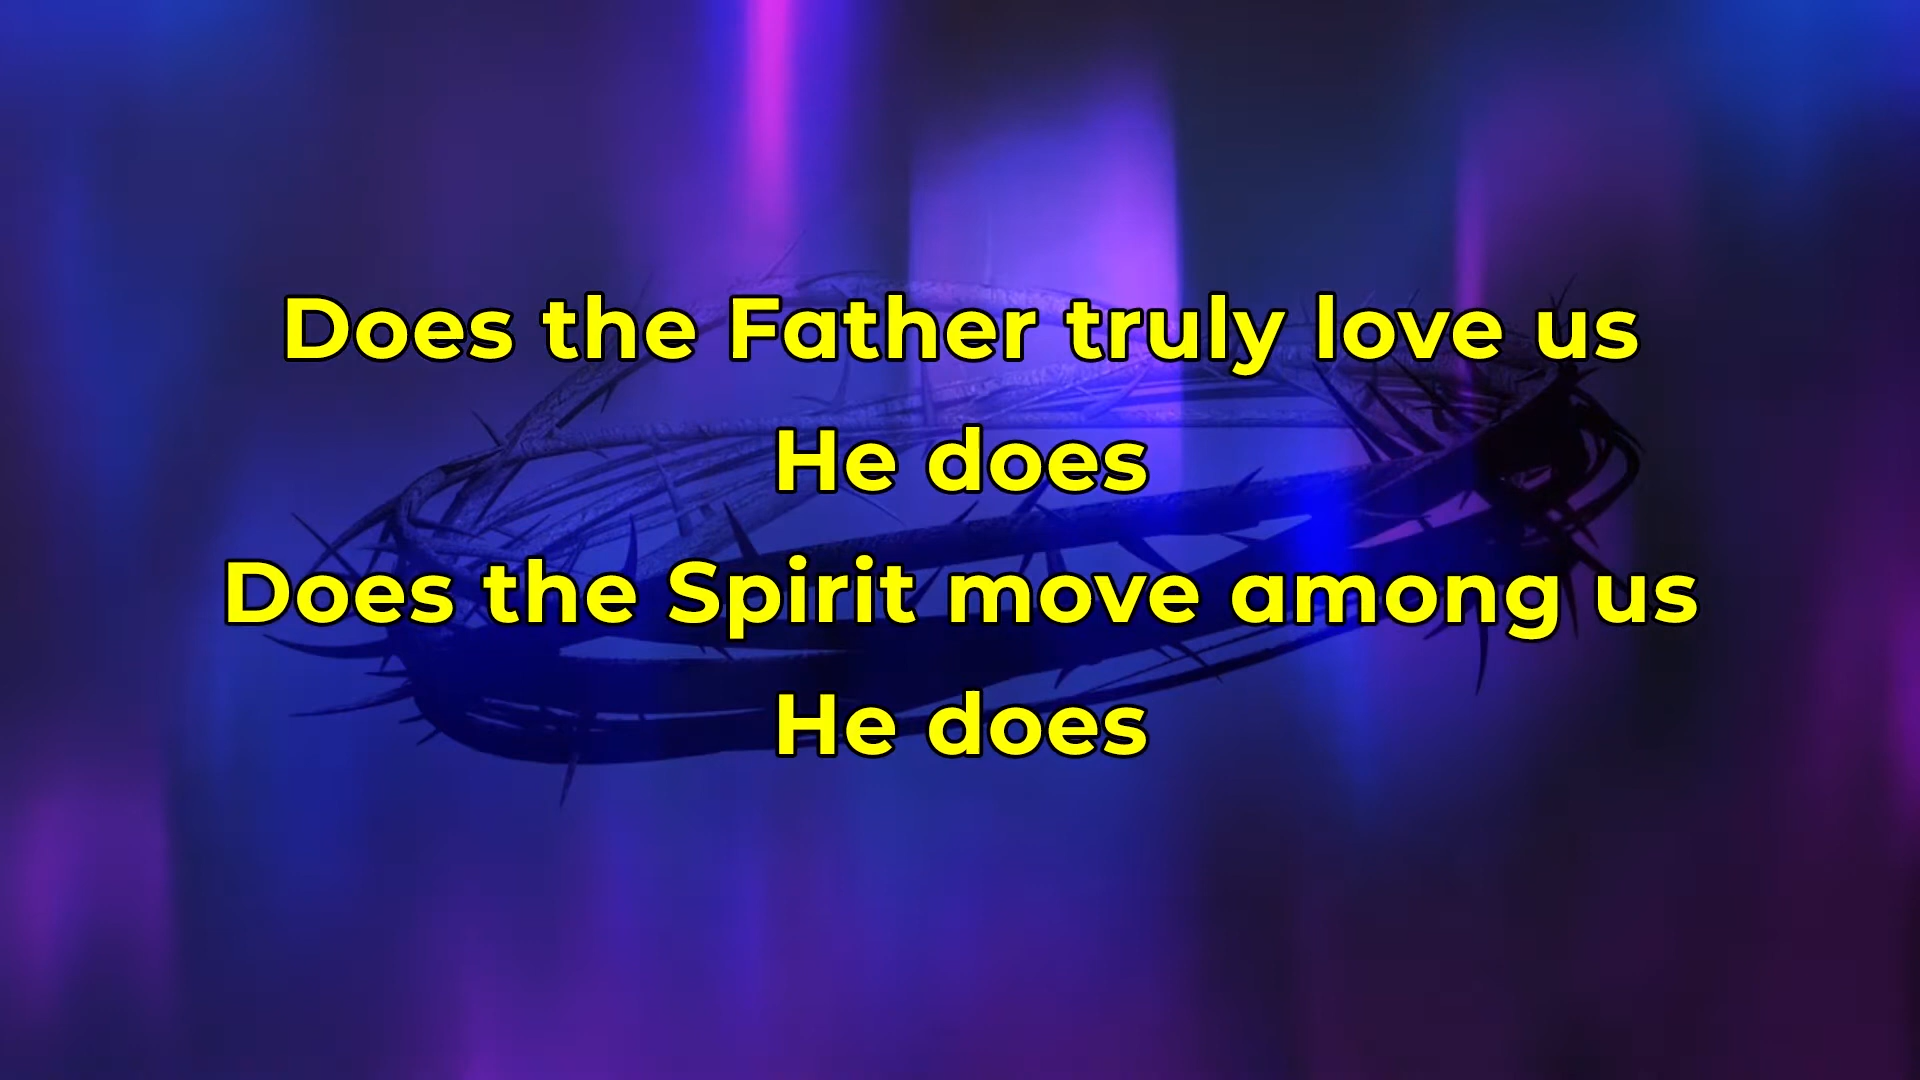 Does the Father truly love us
He does
Does the Spirit move among us
He does